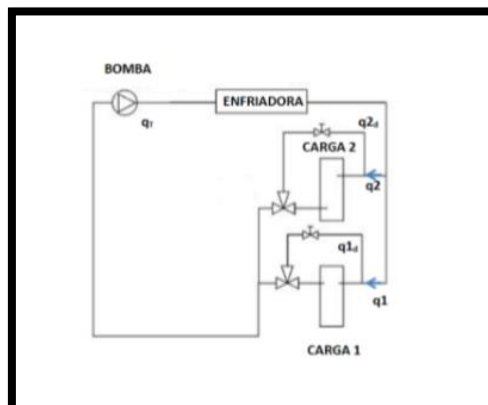 BOMBA
qT
ENFRIADORA
q2d
CARGA 2
q2
q1d
q1
CARGA 1